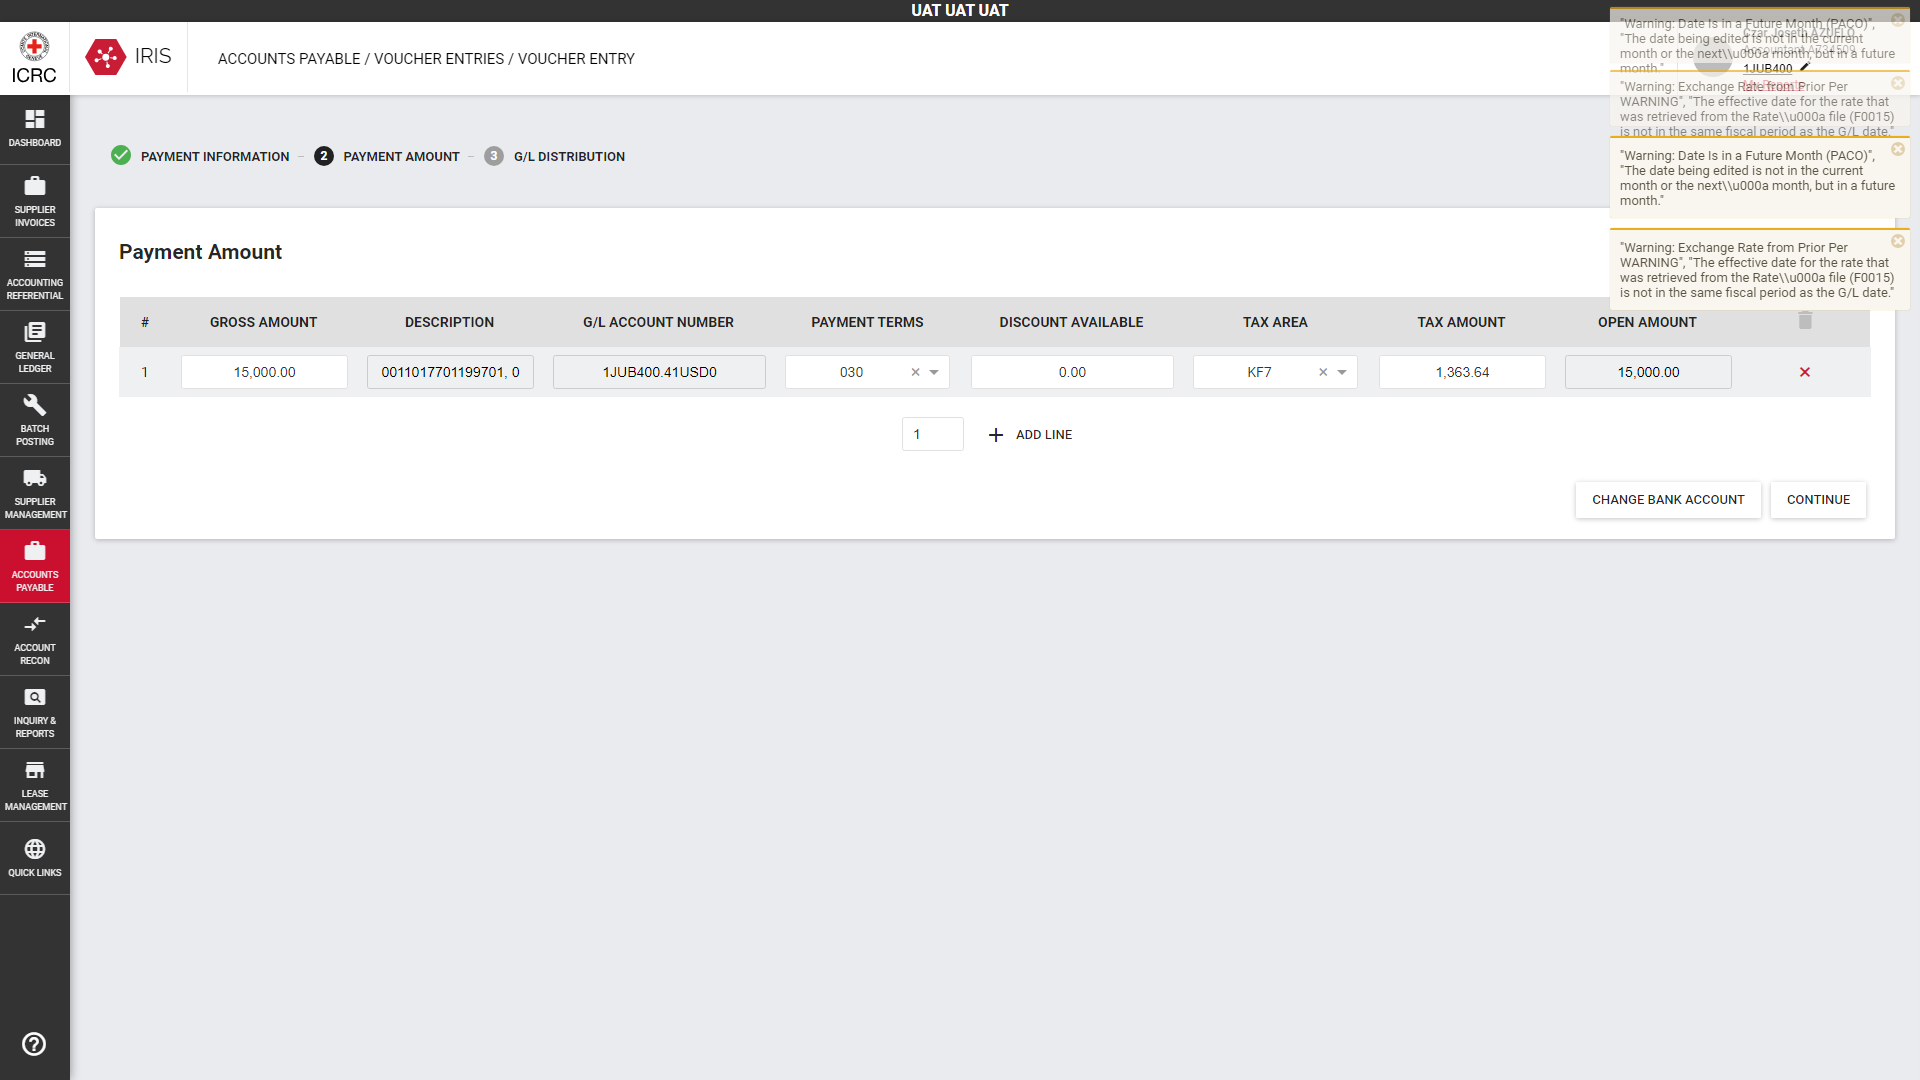 UAT UAT UAT
ICRC
IRIS
ACCOUNTS PAYABLE / VOUCHER ENTRIES / VOUCHER ENTRY
Czar Joseth AZUELO
1JUB400
"Warning: Date Is in a Future Month (PACO)",
"The date being edited is not in the current
month or the next\\u000a month, but in a future
month."
"Warning: Exchange Rate from Prior Per
WARNING", "The effective date for the rate that
was retrieved from the Rate\\u000a file (F0015)
is not in the same fiscal period as the G/L date."
"Warning: Date Is in a Future Month (PACO)",
"The date being edited is not in the current
month or the next\\u000a month, but in a future
month."
"Warning: Exchange Rate from Prior Per
WARNING", "The effective date for the rate that
was retrieved from the Rate\\u000a file (F0015)
is not in the same fiscal period as the G/L date."
DASHBOARD
SUPPLIER
INVOICES
ACCOUNTING
REFERENTIAL
GENERAL
LEDGER
BATCH
POSTING
SUPPLIER
MANAGEMENT
ACCOUNTS
PAYABLE
ACCOUNT
RECON
INQUIRY &
REPORTS
LEASE
MANAGEMENT
QUICK LINKS
PAYMENT INFORMATION – 2 PAYMENT AMOUNT – 3 G/L DISTRIBUTION
Payment Amount
# GROSS AMOUNT DESCRIPTION G/L ACCOUNT NUMBER PAYMENT TERMS DISCOUNT AVAILABLE TAX AREA TAX AMOUNT OPEN AMOUNT
1 15,000.00 0011017701199701, 0 1JUB400.41USD0 030 0.00 KF7 1,363.64 15,000.00
1 ADD LINE
CHANGE BANK ACCOUNT CONTINUE